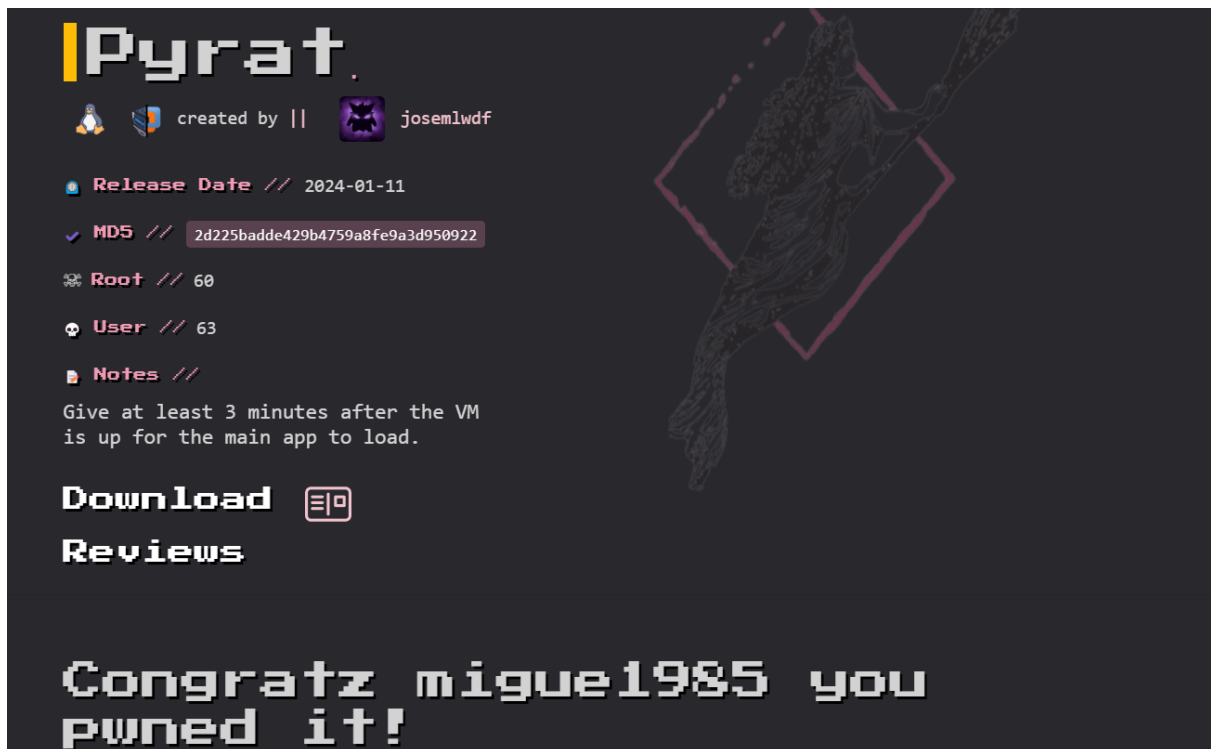 Pyrat.
created by || josemlwdf
Release Date // 2024-01-11
MD5 // 2d225badde429b4759a8fe9a3d950922
Root // 60
User // 63
Notes //
Give at least 3 minutes after the VM
is up for the main app to load.
Download
Reviews
Congratz migue1985 you
pwned it!